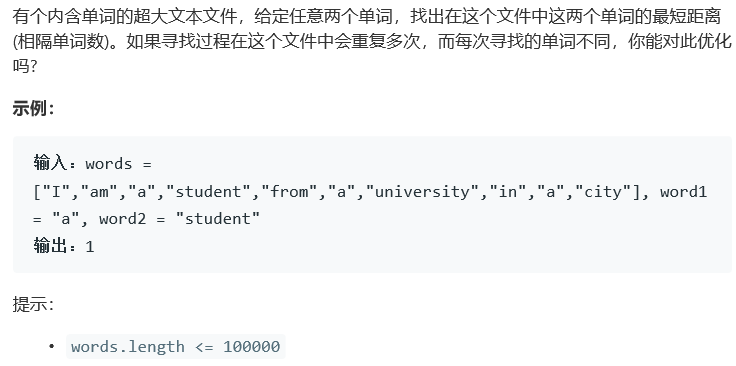 有个内含单词的超大文本文件，给定任意两个单词，找出在这个文件中这两个单词的最短距离
(相隔单词数)。如果寻找过程在这个文件中会重复多次，而每次寻找的单词不同，你能对此优化
吗?
示例：
输入：words =
["I","am","a","student","from","a","university","in","a","city"], word1
= "a", word2 = "student"
输出：1
提示：
• words.length <= 100000